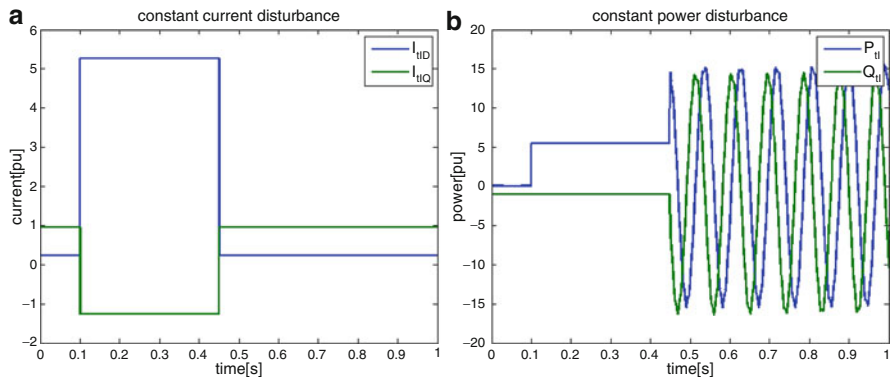 a
constant current disturbance
6
5
4
3
2
1
0
−1
−2
current[pu]
I_tlD
I_tlQ
0 0.1 0.2 0.3 0.4 0.5 0.6 0.7 0.8 0.9 1
time[s]
b
constant power disturbance
20
15
10
5
0
−5
−10
−15
−20
power[pu]
P_tl
Q_tl
0 0.1 0.2 0.3 0.4 0.5 0.6 0.7 0.8 0.9 1
time[s]